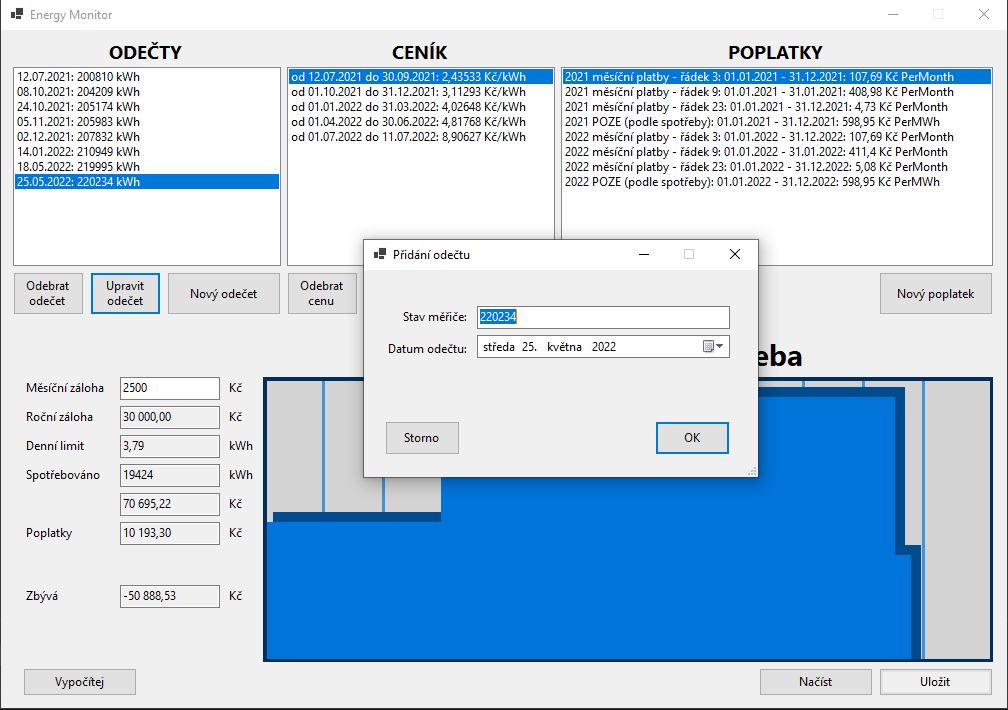 Energy Monitor
ODEČTY
12.07.2021: 200810 kWh
08.10.2021: 204209 kWh
24.10.2021: 205174 kWh
05.11.2021: 205983 kWh
02.12.2021: 207832 kWh
14.01.2022: 210949 kWh
18.05.2022: 219995 kWh
25.05.2022: 220234 kWh
CENÍK
od 12.07.2021 do 30.09.2021: 2,43533 Kč/kWh
od 01.10.2021 do 31.12.2021: 3,11293 Kč/kWh
od 01.01.2022 do 31.03.2022: 4,02648 Kč/kWh
od 01.04.2022 do 30.06.2022: 4,81768 Kč/kWh
od 01.07.2022 do 11.07.2022: 8,90627 Kč/kWh
POPLATKY
2021 měsíční platby - řádek 3: 01.01.2021 - 31.12.2021: 107,69 Kč PerMonth
2021 měsíční platby - řádek 9: 01.01.2021 - 31.01.2021: 408,98 Kč PerMonth
2021 měsíční platby - řádek 23: 01.01.2021 - 31.12.2021: 4,73 Kč PerMonth
2021 POZE (podle spotřeby): 01.01.2021 - 31.12.2021: 598,95 Kč PerMWh
2022 měsíční platby - řádek 3: 01.01.2022 - 31.12.2022: 107,69 Kč PerMonth
2022 měsíční platby - řádek 9: 01.01.2022 - 31.01.2022: 411,4 Kč PerMonth
2022 měsíční platby - řádek 23: 01.01.2022 - 31.12.2022: 5,08 Kč PerMonth
2022 POZE (podle spotřeby): 01.01.2022 - 31.12.2022: 598,95 Kč PerMWh
Odebrat
odečet
Upravit
odečet
Nový odečet
Odebrat
cenu
Nový poplatek
Přidání odečtu
Stav měřiče: 220234
Datum odečtu: středa 25. května 2022
Storno
OK
eba
Měsíční záloha 2500 Kč
Roční záloha 30 000,00 Kč
Denní limit 3,79 kWh
Spotřebováno 19424 kWh
70 695,22 Kč
Poplatky 10 193,30 Kč
Zbývá -50 888,53 Kč
Vypočítej
Načíst
Uložit